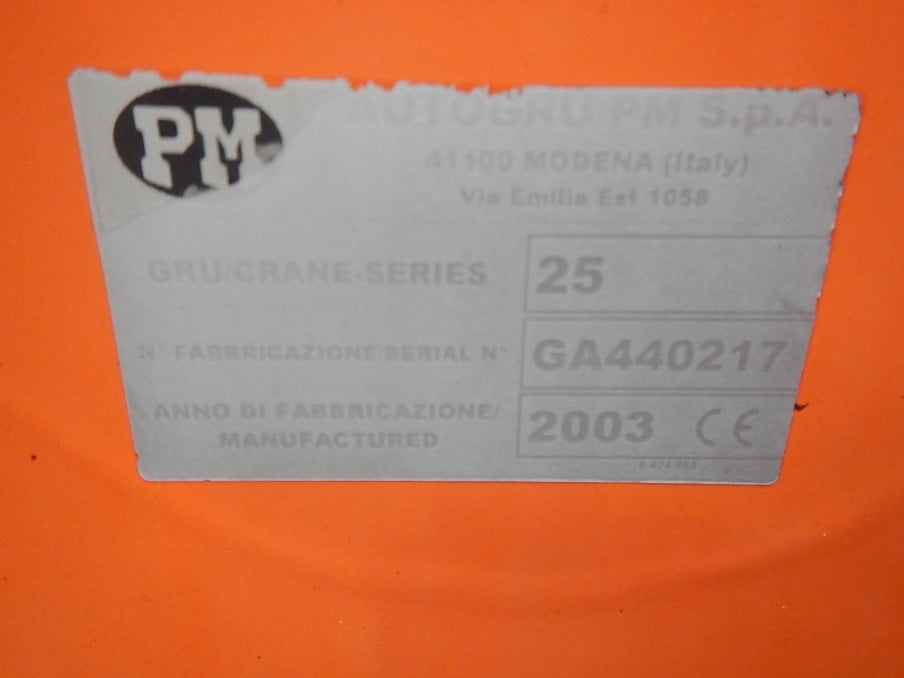 PM
AUTOGRU PM S.p.A.
41100 MODENA (Italy)
Via Emilia Est 1058
GRU/CRANE-SERIES 25
N° FABBRICAZIONE/SERIAL N° GA440217
ANNO DI FABBRICAZIONE/
MANUFACTURED 2003 CE